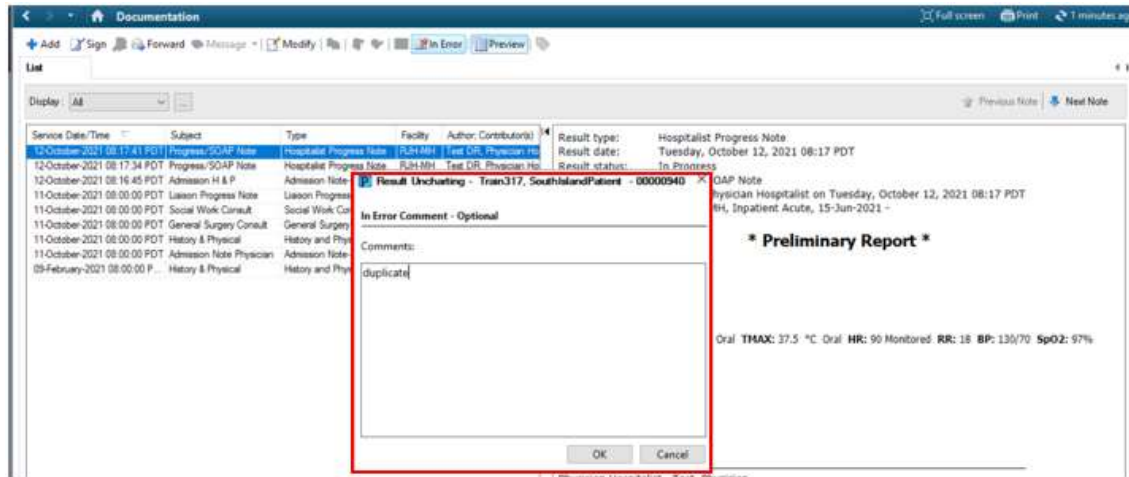 Documentation
Full screen Print 1 minutes ag
Add Sign Forward Message Modify In Error Preview
List
Display: All
Previous Note Next Note
Service Date/Time Subject Type Facility Author; Contributor(s)
12-October-2021 08:17:41 PDT Progress/SOAP Note Hospitalist Progress Note RJH-MH Test DR, Physician Ho
12-October-2021 08:17:34 PDT Progress/SOAP Note Hospitalist Progress Note RJH-MH Test DR, Physician Ho
12-October-2021 08:16:45 PDT Admission H & P Admission Note-
11-October-2021 08:00:00 PDT Liaison Progress Note Liaison Progress
11-October-2021 08:00:00 PDT Social Work Consult Social Work Con
11-October-2021 08:00:00 PDT General Surgery Consult General Surgery
11-October-2021 08:00:00 PDT History & Physical History and Phys
11-October-2021 08:00:00 PDT Admission Note Physician Admission Note-
09-February-2021 08:00:00 P... History & Physical History and Phys
Result type: Hospitalist Progress Note
Result date: Tuesday, October 12, 2021 08:17 PDT
Result status: In Progress
OAP Note
hysician Hospitalist on Tuesday, October 12, 2021 08:17 PDT
MH, Inpatient Acute, 15-Jun-2021 -
* Preliminary Report *
Oral TMAX: 37.5 °C Oral HR: 90 Monitored RR: 18 BP: 130/70 SpO2: 97%
Result Uncharting - Train317, SouthIslandPatient - 00000940
In Error Comment - Optional
Comments:
duplicate
OK Cancel